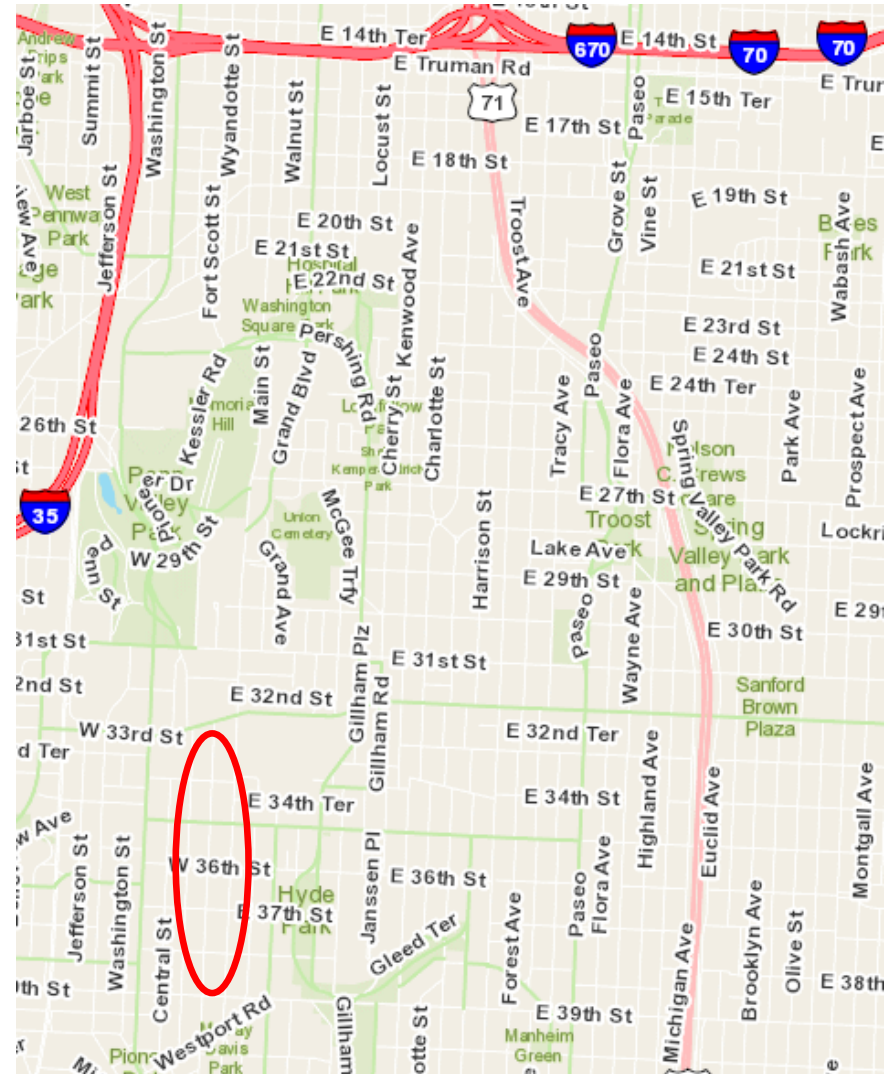 E 14th Ter
670
E 14th St
70
70
E Truman Rd
71
E 15th Ter
Paseo
Jarboe St
Summit St
Washington St
Wyandotte St
Walnut St
Locust St
E 17th St
E 18th St
West
Park
Jefferson St
Fort Scott St
E 20th St
E 21st St
E 22nd St
Troost Ave
Grove St
Vine St
E 19th St
Wabash Ave
E 21st St
Washington
Square
Pershing Rd
Kenwood Ave
E 23rd St
E 24th St
E 24th Ter
Paseo
Kessler Rd
Main St
Grand Blvd
Hill
Cherry St
Charlotte St
Tracy Ave
Flora Ave
Park Ave
Prospect Ave
26th St
Park
35
W 29th St
Penn St
Union
Cemetery
McGee Trfy
Grand Ave
Harrison St
E 27th St
Troost
Lake Ave
E 29th St
Spring Valley Park Rd
Valley Park
and
St
31st St
Paseo
Wayne Ave
E 30th St
Gillham Plz
Gillham Rd
E 31st St
E 32nd St
Sanford
Brown
Plaza
W 33rd St
E 32nd Ter
d Ter
E 34th Ter
E 34th St
Highland Ave
Euclid Ave
Montgall Ave
Jefferson St
Washington St
Central St
W 36th St
E 37th St
Hyde
Park
Janssen Pl
E 36th St
Gleed Ter
Forest Ave
Paseo
Flora Ave
Michigan Ave
Brooklyn Ave
Olive St
E 38th
Westport Rd
Park
Gillham
otte St
E 39th St
Manheim
Green